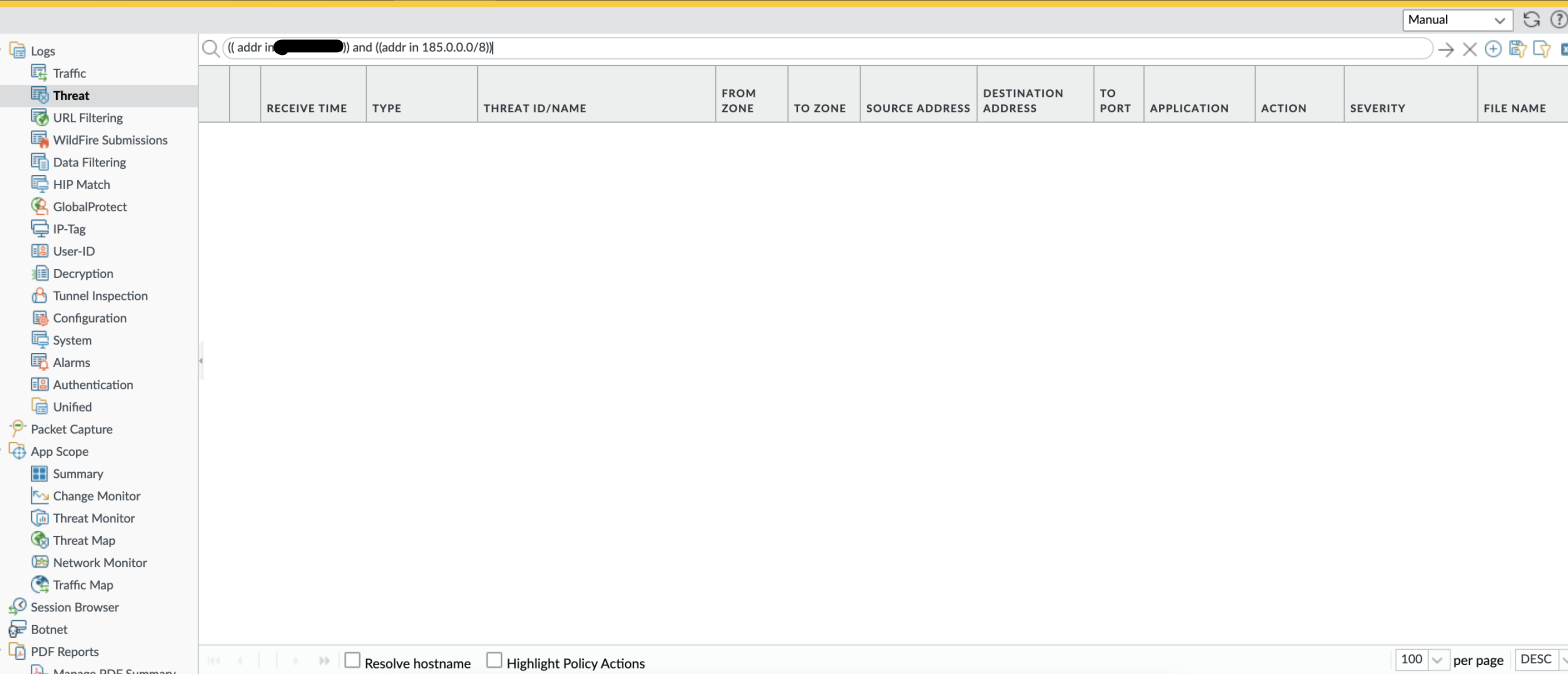 Manual
Logs
(( addr in )) and ((addr in 185.0.0.0/8))
Traffic
Threat
URL Filtering
WildFire Submissions
Data Filtering
HIP Match
GlobalProtect
IP-Tag
User-ID
Decryption
Tunnel Inspection
Configuration
System
Alarms
Authentication
Unified
Packet Capture
App Scope
Summary
Change Monitor
Threat Monitor
Threat Map
Network Monitor
Traffic Map
Session Browser
Botnet
PDF Reports
Manage PDF Summary
RECEIVE TIME
TYPE
THREAT ID/NAME
FROM
ZONE
TO ZONE
SOURCE ADDRESS
DESTINATION
ADDRESS
TO
PORT
APPLICATION
ACTION
SEVERITY
FILE NAME
Resolve hostname
Highlight Policy Actions
100
per page
DESC